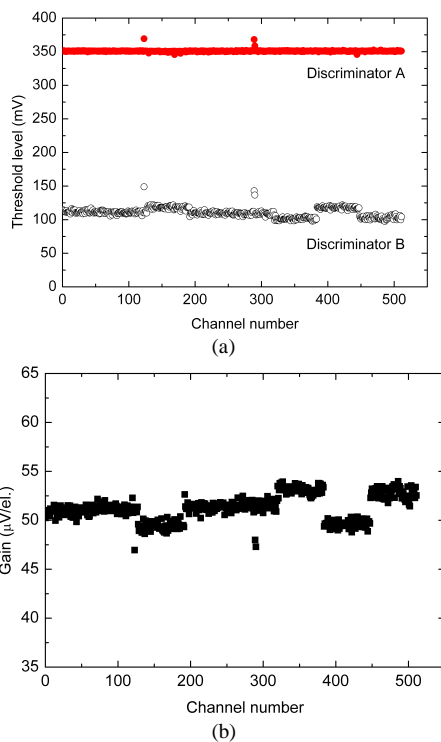 400
350
300
250
200
150
100
50
0
Threshold level (mV)
Discriminator A
Discriminator B
0 100 200 300 400 500
Channel number
(a)
65
60
55
50
45
40
35
Gain (μV/el.)
0 100 200 300 400 500
Channel number
(b)